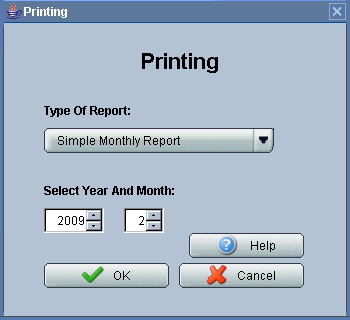 Printing
Printing
Type Of Report:
Simple Monthly Report
Select Year And Month:
2009 2
Help
OK Cancel